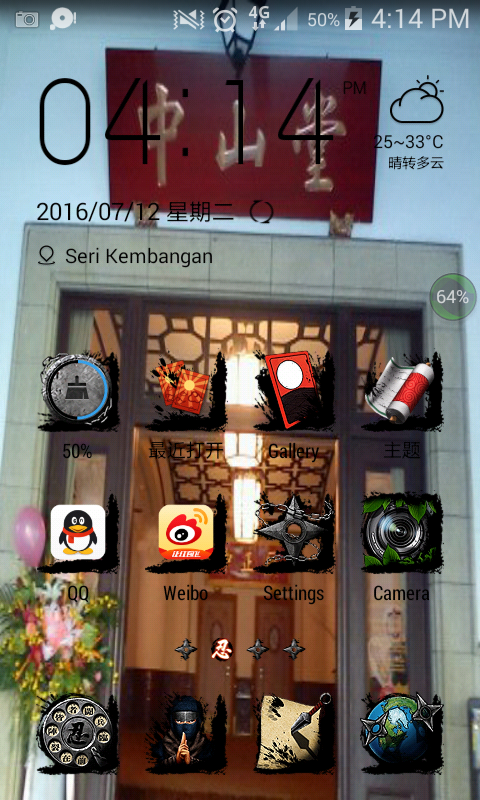 4G 50% 4:14 PM
中山堂
04:14 PM
25~33°C
晴转多云
2016/07/12 星期二
Seri Kembangan
64%
50% 最近打开 Gallery 主题
QQ Weibo Settings Camera
忍
忍